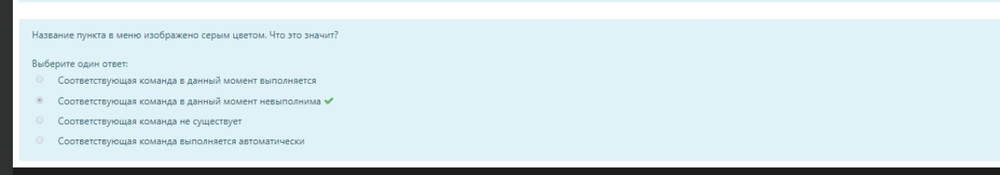 Название пункта в меню изображено серым цветом. Что это значит?
Выберите один ответ:
Соответствующая команда в данный момент выполняется
Соответствующая команда в данный момент невыполнима
Соответствующая команда не существует
Соответствующая команда выполняется автоматически